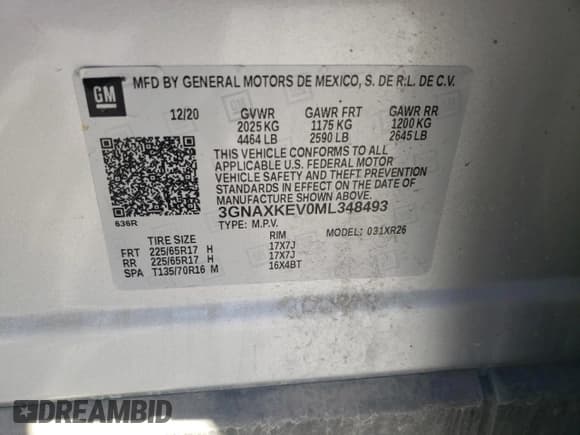 GM
MFD BY GENERAL MOTORS DE MEXICO, S. DE R.L. DE C.V.
12/20 GVWR GAWR FRT GAWR RR
2025 KG 1175 KG 1200 KG
4464 LB 2590 LB 2645 LB
THIS VEHICLE CONFORMS TO ALL
APPLICABLE U.S. FEDERAL MOTOR
VEHICLE SAFETY AND THEFT PREVENTION
STANDARDS IN EFFECT ON THE DATE OF
MANUFACTURE SHOWN ABOVE.
3GNAXKEV0ML348493
TYPE: M.P.V. MODEL: 031XR26
636R
TIRE SIZE RIM
FRT 225/65R17 H 17X7J
RR 225/65R17 H 17X7J
SPA T135/70R16 M 16X4BT
DREAMBID